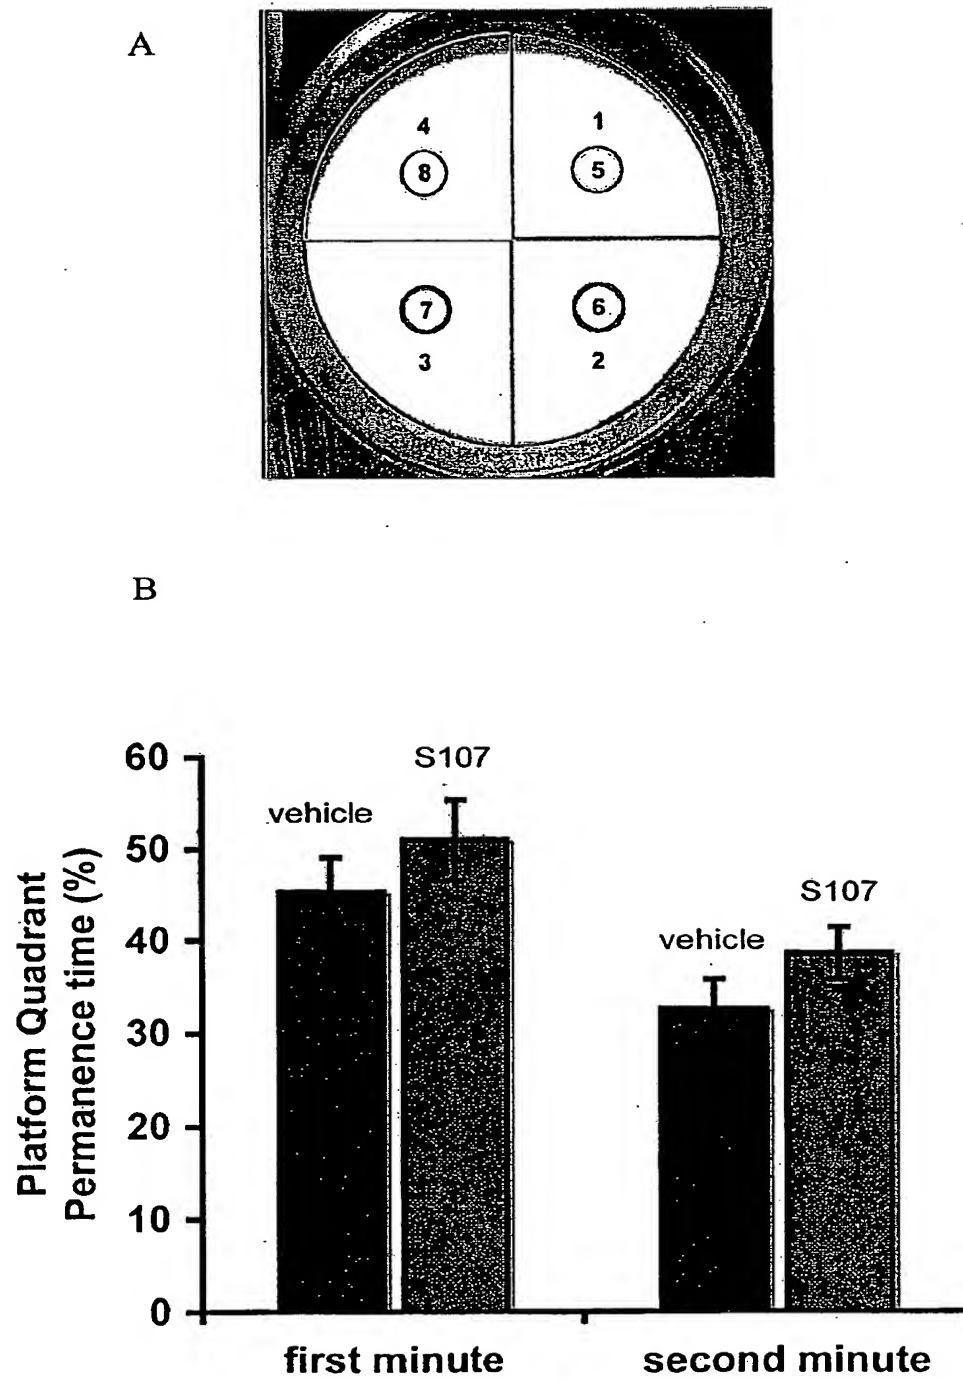 A
4 1
8 5
7 6
3 2
B
60
50
40
30
20
10
0
Platform Quadrant
Permanence time (%)
vehicle
S107
vehicle
S107
first minute
second minute